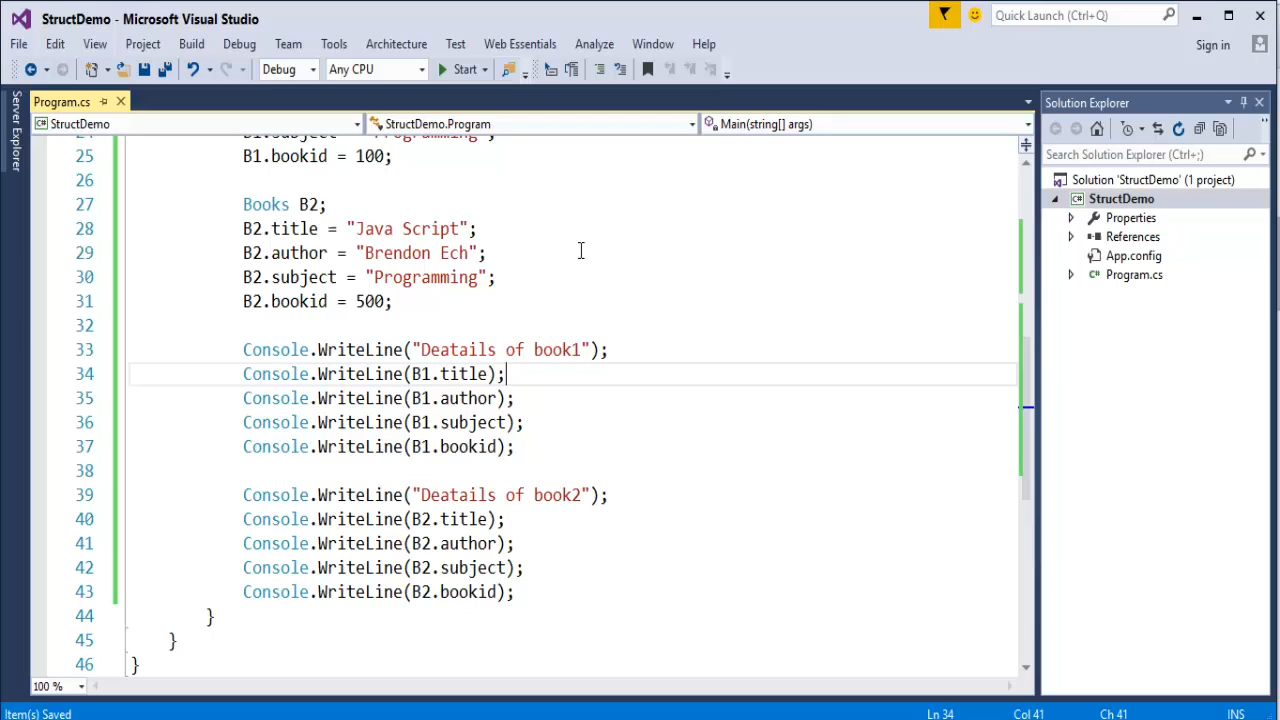 StructDemo - Microsoft Visual Studio
Quick Launch (Ctrl+Q)
File Edit View Project Build Debug Team Tools Architecture Test Web Essentials Analyze Window Help
Sign in
Debug Any CPU Start
Server Explorer
Program.cs
StructDemo StructDemo.Program Main(string[] args)
24 B1.subject = "Programming";
25 B1.bookid = 100;
26
27 Books B2;
28 B2.title = "Java Script";
29 B2.author = "Brendon Ech";
30 B2.subject = "Programming";
31 B2.bookid = 500;
32
33 Console.WriteLine("Deatails of book1");
34 Console.WriteLine(B1.title);
35 Console.WriteLine(B1.author);
36 Console.WriteLine(B1.subject);
37 Console.WriteLine(B1.bookid);
38
39 Console.WriteLine("Deatails of book2");
40 Console.WriteLine(B2.title);
41 Console.WriteLine(B2.author);
42 Console.WriteLine(B2.subject);
43 Console.WriteLine(B2.bookid);
44 }
45 }
46 }
100 %
Solution Explorer
Search Solution Explorer (Ctrl+;)
Solution 'StructDemo' (1 project)
C# StructDemo
Properties
References
App.config
C# Program.cs
Item(s) Saved Ln 34 Col 41 Ch 41 INS